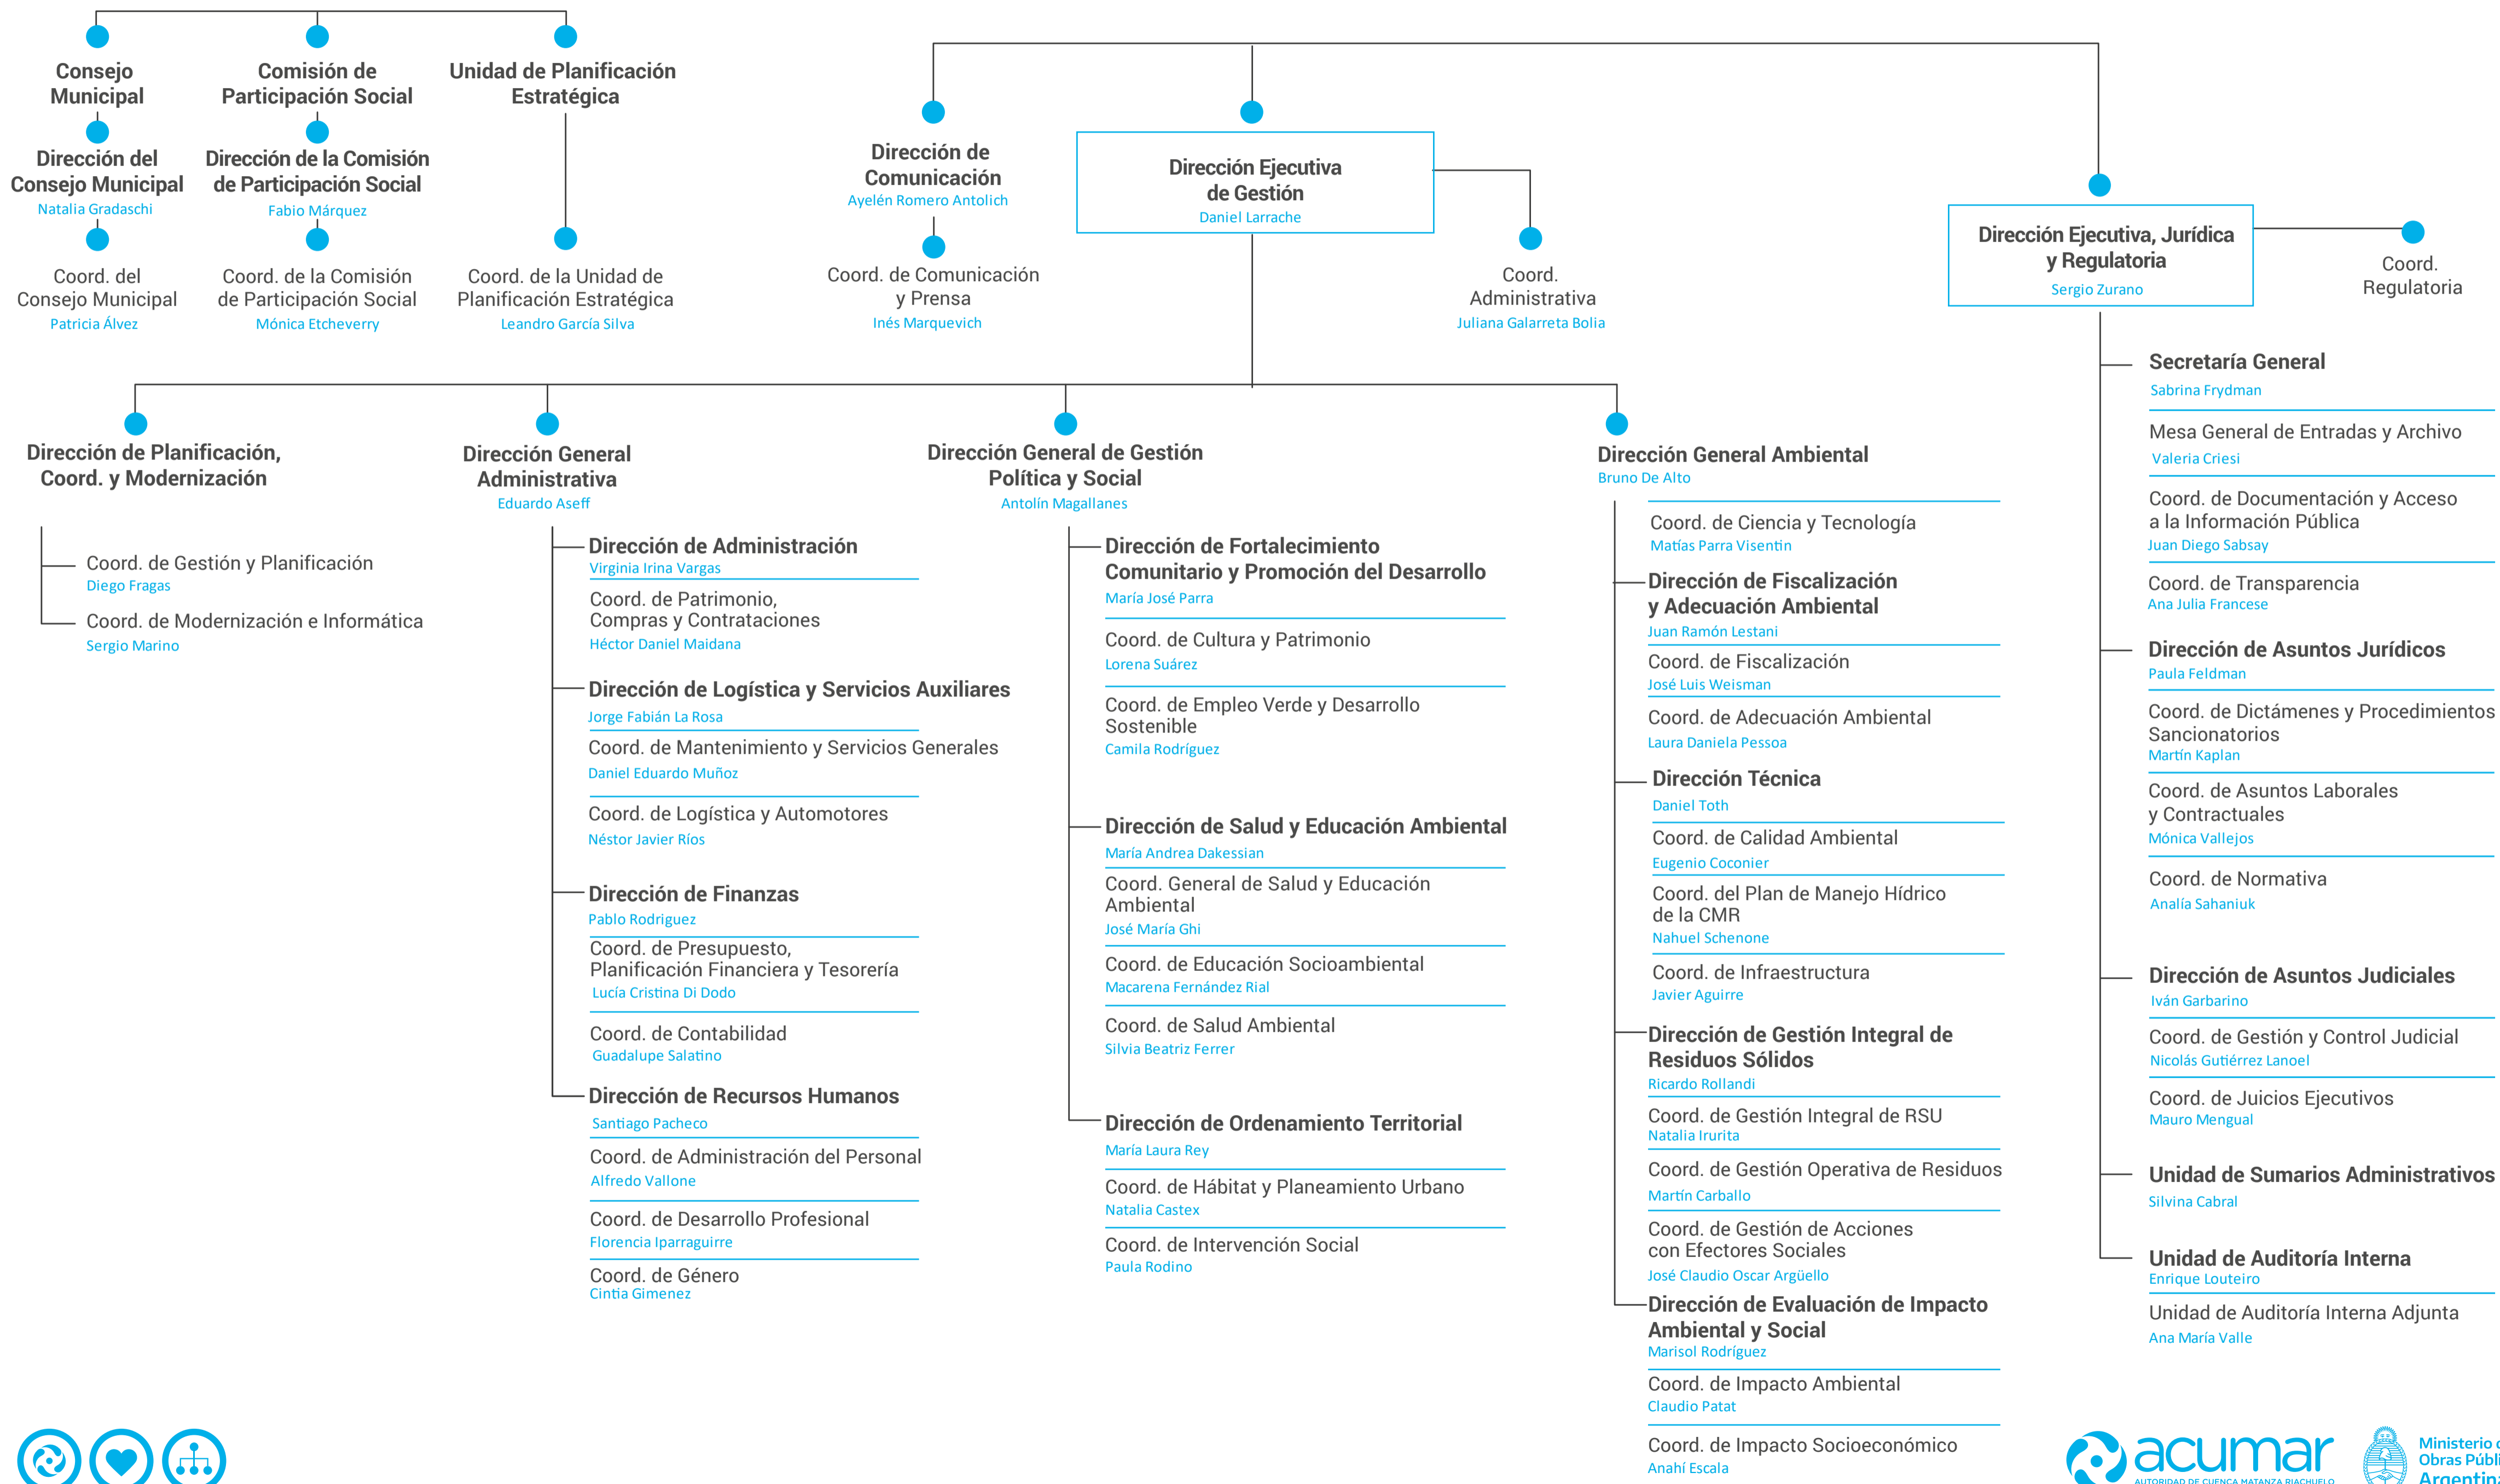 Consejo
Municipal
Dirección del
Consejo Municipal
Natalia Gradaschi
Coord. del
Consejo Municipal
Patricia Álvez
Comisión de
Participación Social
Dirección de la Comisión
de Participación Social
Fabio Márquez
Coord. de la Comisión
de Participación Social
Mónica Etcheverry
Unidad de Planificación
Estratégica
Coord. de la Unidad de
Planificación Estratégica
Leandro García Silva
Dirección de
Comunicación
Ayelén Romero Antolich
Coord. de Comunicación
y Prensa
Inés Marquevich
Dirección Ejecutiva
de Gestión
Daniel Larrache
Coord.
Administrativa
Juliana Galarreta Bolia
Dirección Ejecutiva, Jurídica
y Regulatoria
Sergio Zurano
Coord.
Regulatoria
Dirección de Planificación,
Coord. y Modernización
Coord. de Gestión y Planificación
Diego Fragas
Coord. de Modernización e Informática
Sergio Marino
Dirección General
Administrativa
Eduardo Aseff
Dirección de Administración
Virginia Irina Vargas
Coord. de Patrimonio,
Compras y Contrataciones
Héctor Daniel Maidana
Dirección de Logística y Servicios Auxiliares
Jorge Fabián La Rosa
Coord. de Mantenimiento y Servicios Generales
Daniel Eduardo Muñoz
Coord. de Logística y Automotores
Néstor Javier Ríos
Dirección de Finanzas
Pablo Rodriguez
Coord. de Presupuesto,
Planificación Financiera y Tesorería
Lucía Cristina Di Dodo
Coord. de Contabilidad
Guadalupe Salatino
Dirección de Recursos Humanos
Santiago Pacheco
Coord. de Administración del Personal
Alfredo Vallone
Coord. de Desarrollo Profesional
Florencia Iparraguirre
Coord. de Género
Cintia Gimenez
Dirección General de Gestión
Política y Social
Antolín Magallanes
Dirección de Fortalecimiento
Comunitario y Promoción del Desarrollo
María José Parra
Coord. de Cultura y Patrimonio
Lorena Suárez
Coord. de Empleo Verde y Desarrollo
Sostenible
Camila Rodríguez
Dirección de Salud y Educación Ambiental
María Andrea Dakessian
Coord. General de Salud y Educación
Ambiental
José María Ghi
Coord. de Educación Socioambiental
Macarena Fernández Rial
Coord. de Salud Ambiental
Silvia Beatriz Ferrer
Dirección de Ordenamiento Territorial
María Laura Rey
Coord. de Hábitat y Planeamiento Urbano
Natalia Castex
Coord. de Intervención Social
Paula Rodino
Dirección General Ambiental
Bruno De Alto
Coord. de Ciencia y Tecnología
Matías Parra Visentin
Dirección de Fiscalización
y Adecuación Ambiental
Juan Ramón Lestani
Coord. de Fiscalización
José Luis Weisman
Coord. de Adecuación Ambiental
Laura Daniela Pessoa
Dirección Técnica
Daniel Toth
Coord. de Calidad Ambiental
Eugenio Coconier
Coord. del Plan de Manejo Hídrico
de la CMR
Nahuel Schenone
Coord. de Infraestructura
Javier Aguirre
Dirección de Gestión Integral de
Residuos Sólidos
Ricardo Rollandi
Coord. de Gestión Integral de RSU
Natalia Irurita
Coord. de Gestión Operativa de Residuos
Martín Carballo
Coord. de Gestión de Acciones
con Efectores Sociales
José Claudio Oscar Argüello
Dirección de Evaluación de Impacto
Ambiental y Social
Marisol Rodríguez
Coord. de Impacto Ambiental
Claudio Patat
Coord. de Impacto Socioeconómico
Anahí Escala
Secretaría General
Sabrina Frydman
Mesa General de Entradas y Archivo
Valeria Criesi
Coord. de Documentación y Acceso
a la Información Pública
Juan Diego Sabsay
Coord. de Transparencia
Ana Julia Francese
Dirección de Asuntos Jurídicos
Paula Feldman
Coord. de Dictámenes y Procedimientos
Sancionatorios
Martín Kaplan
Coord. de Asuntos Laborales
y Contractuales
Mónica Vallejos
Coord. de Normativa
Analía Sahaniuk
Dirección de Asuntos Judiciales
Iván Garbarino
Coord. de Gestión y Control Judicial
Nicolás Gutiérrez Lanoel
Coord. de Juicios Ejecutivos
Mauro Mengual
Unidad de Sumarios Administrativos
Silvina Cabral
Unidad de Auditoría Interna
Enrique Louteiro
Unidad de Auditoría Interna Adjunta
Ana María Valle
acumar
AUTORIDAD DE CUENCA MATANZA RIACHUELO
Ministerio
Obras
Argentina